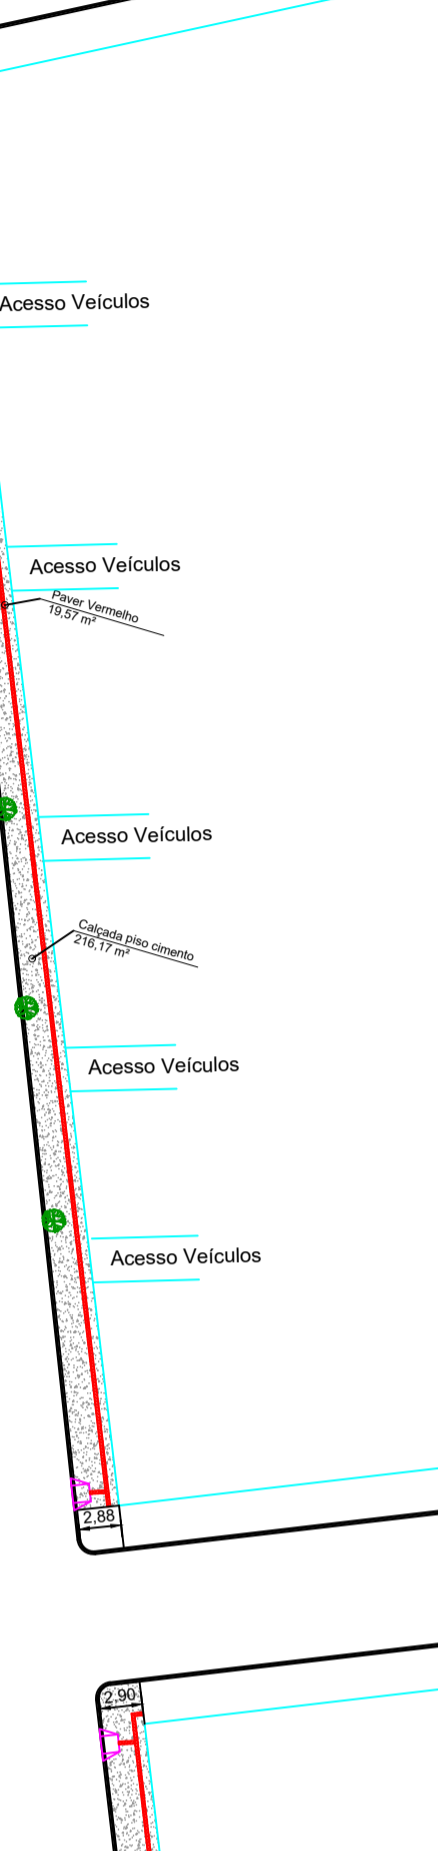 Acesso Veículos
Acesso Veículos
Paver Vermelho
19,57 m²
Acesso Veículos
Calçada piso cimento
216,17 m²
Acesso Veículos
Acesso Veículos
2,88
2,90